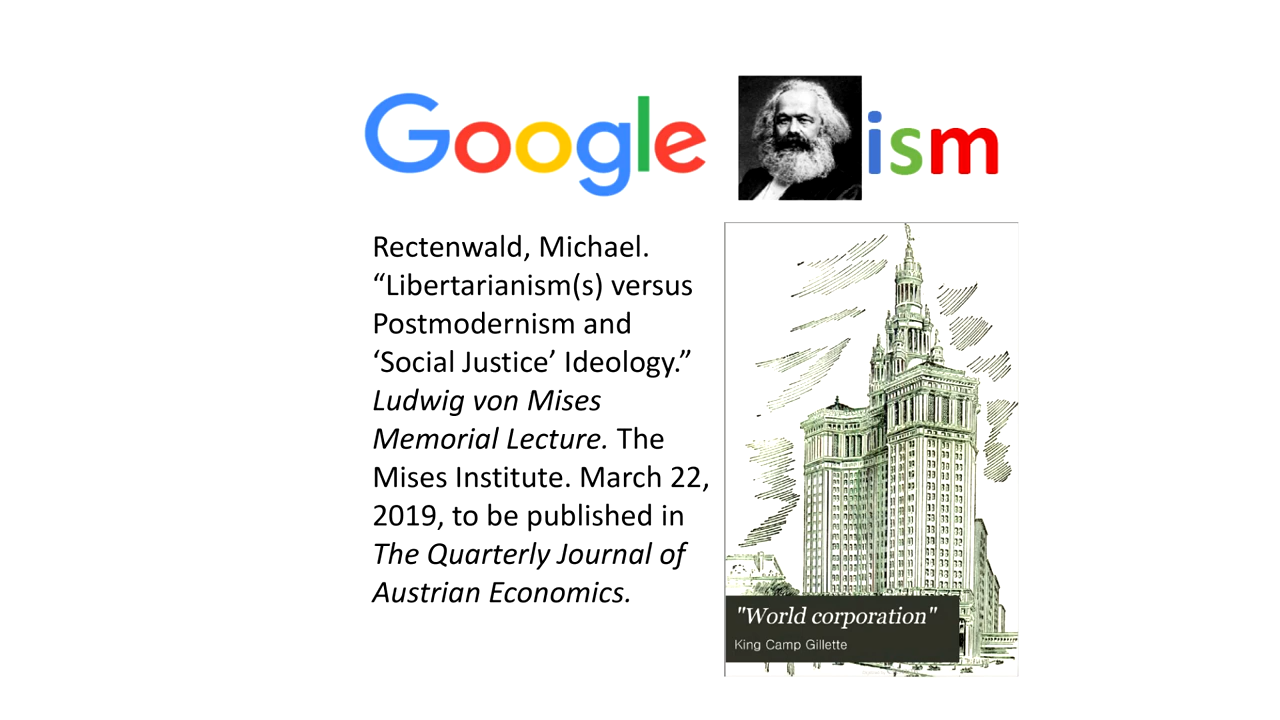 Google ism
Rectenwald, Michael.
“Libertarianism(s) versus
Postmodernism and
‘Social Justice’ Ideology.”
Ludwig von Mises
Memorial Lecture. The
Mises Institute. March 22,
2019, to be published in
The Quarterly Journal of
Austrian Economics.
"World corporation"
King Camp Gillette